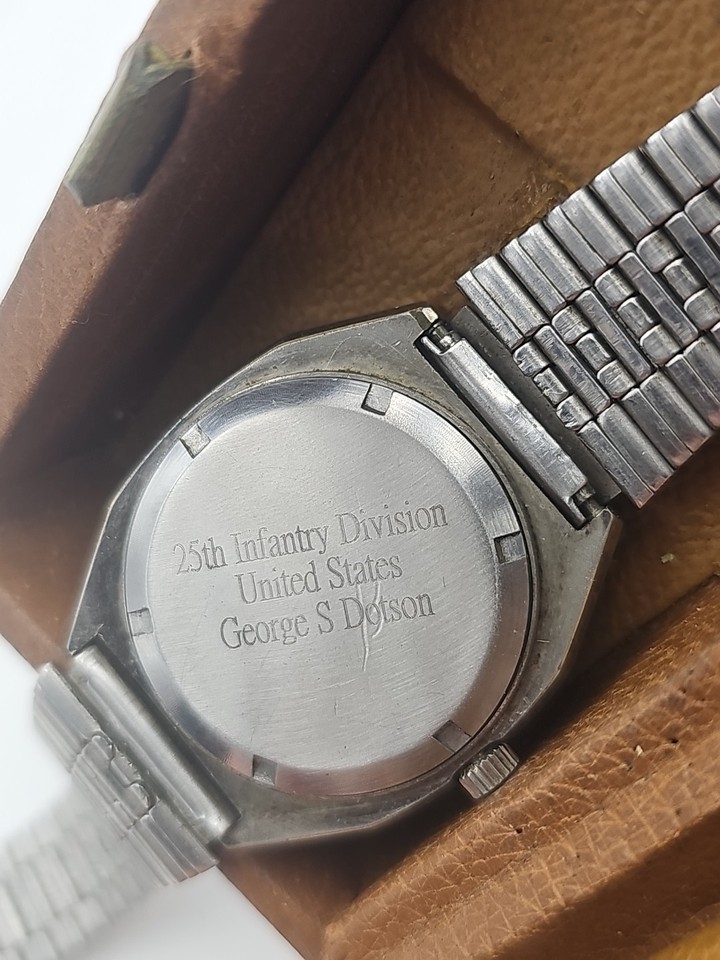 25th Infantry Division
United States
George S Dotson